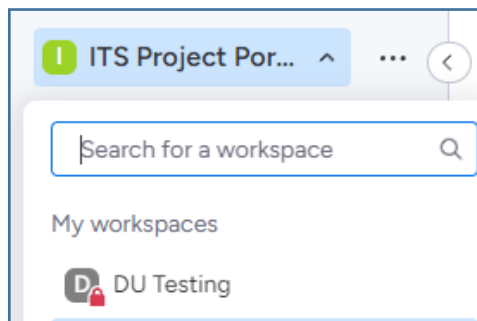 I ITS Project Por... ...
Search for a workspace
My workspaces
D DU Testing